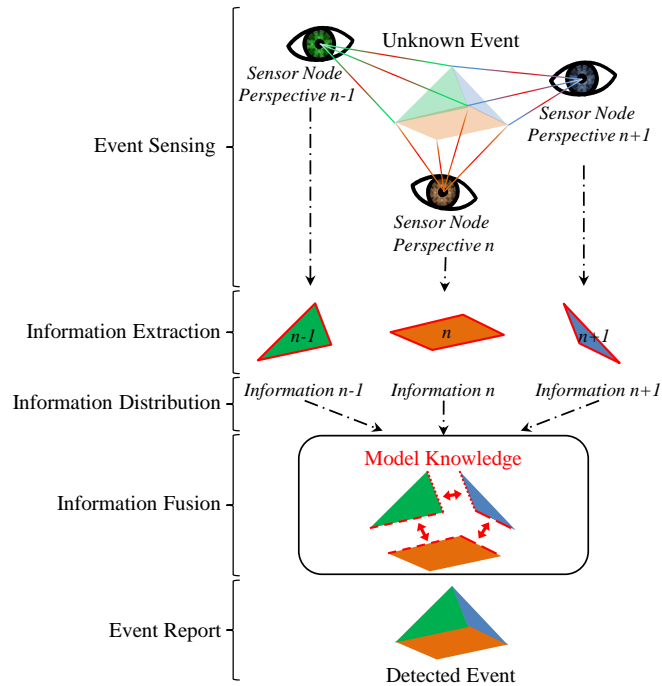 Unknown Event
Sensor Node
Perspective n-1
Sensor Node
Perspective n+1
Event Sensing
Sensor Node
Perspective n
Information Extraction
n-1
n
n+1
Information Distribution
Information n-1
Information n
Information n+1
Model Knowledge
Information Fusion
Event Report
Detected Event